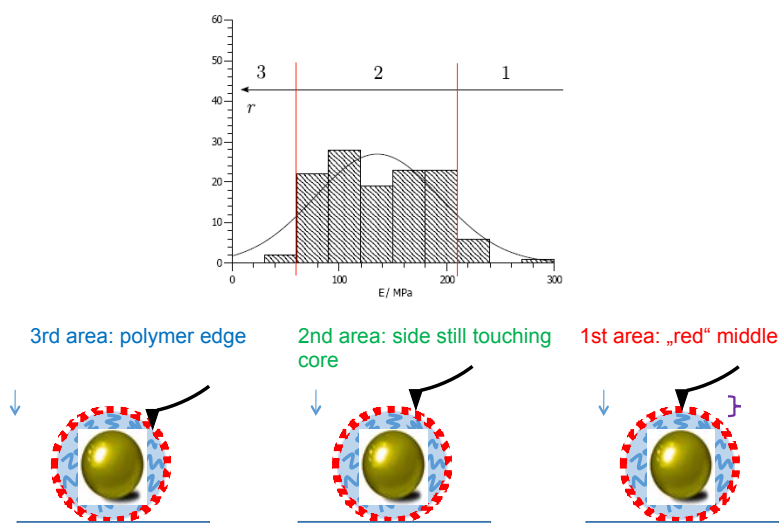 60
50
40
30
20
10
0
3 2 1
r
0 100 200 300
E/ MPa
3rd area: polymer edge
2nd area: side still touching
core
1st area: „red“ middle